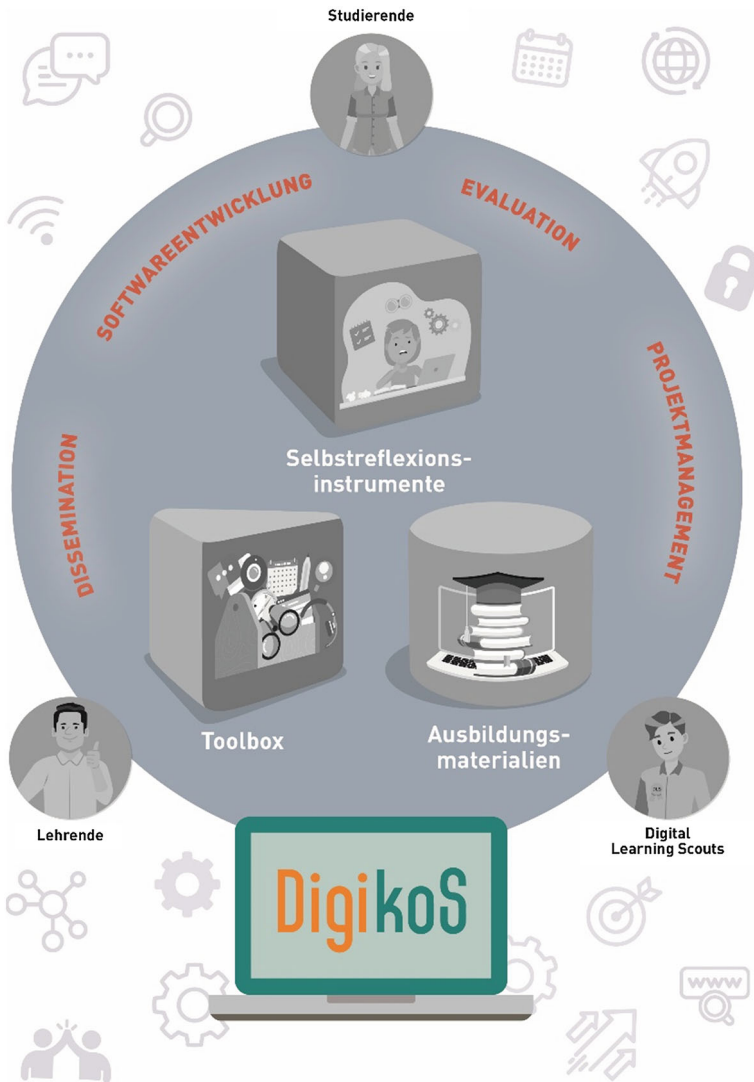 Studierende
SOFTWAREENTWICKLUNG
EVALUATION
DISSEMINATION
PROJEKTMANAGEMENT
Selbstreflexions-
instrumente
Toolbox
Ausbildungs-
materialien
Lehrende
Digital
Learning Scouts
DigikoS
WWW